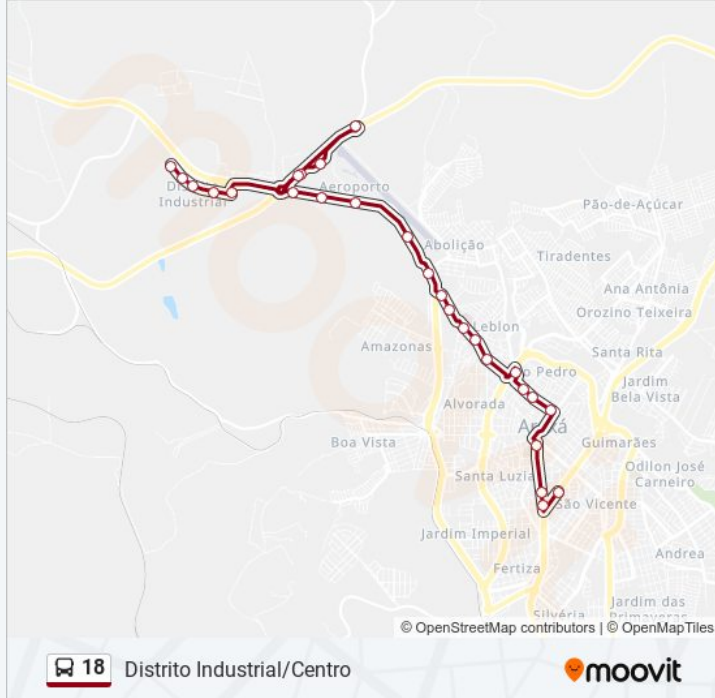 Aeroporto
Industrial
Pão-de-Açúcar
Abolição
Tiradentes
Ana Antônia
Orozino Teixeira
Leblon
Amazonas
Santa Rita
Pedro
Jardim
Bela Vista
Alvorada
Guimarães
Boa Vista
Odilon José
Carneiro
Santa Luzia
São Vicente
Jardim Imperial
Andrea
Fertiza
Jardim das
Silvéria
© OpenStreetMap contributors | © OpenMapTiles
18 Distrito Industrial/Centro
moovit